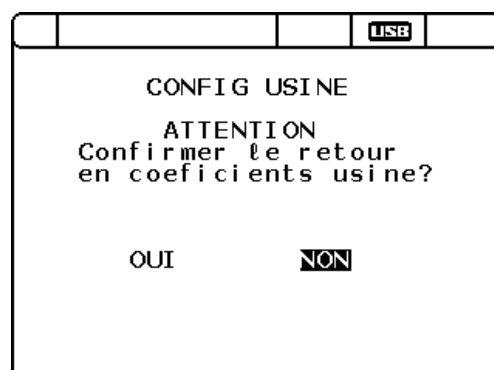 USB
CONFIG USINE
ATTENTION
Confirmer le retour
en coeficients usine?
OUI NON